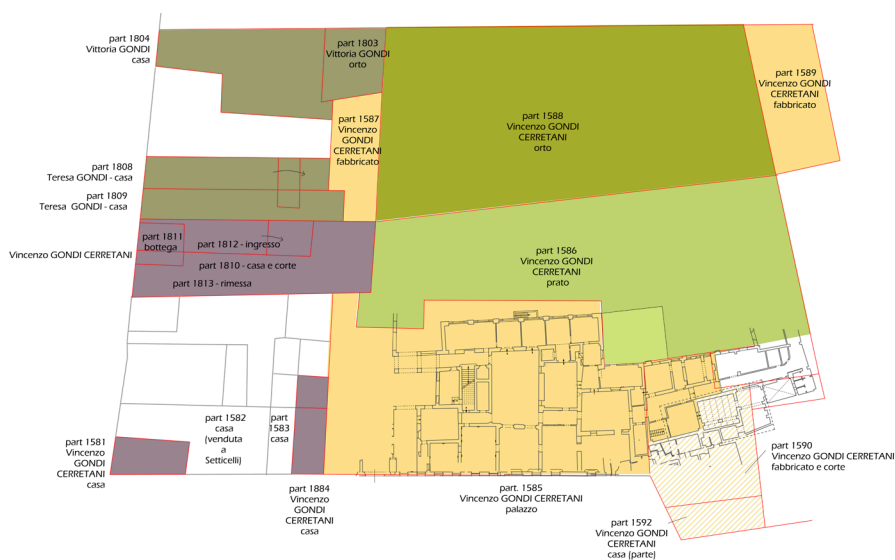 part 1804
Vittoria GONDI
casa
part 1803
Vittoria GONDI
orto
part 1587
Vincenzo
GONDI
CERRETANI
fabbricato
part 1588
Vincenzo GONDI
CERRETANI
orto
part 1589
Vincenzo GONDI
CERRETANI
fabbricato
part 1808
Teresa GONDI - casa
part 1809
Teresa GONDI - casa
part 1811
bottega
part 1812 - ingresso
Vincenzo GONDI CERRETANI
part 1810 - casa e corte
part 1813 - rimessa
part 1586
Vincenzo GONDI
CERRETANI
prato
part 1581
Vincenzo
GONDI
CERRETANI
casa
part 1582
casa
(venduta
a
Setticelli)
part
1583
casa
part 1884
Vincenzo
GONDI
CERRETANI
casa
part.1585
Vincenzo GONDI CERRETANI
palazzo
part 1590
Vincenzo GONDI CERRETANI
fabbricato e corte
part 1592
Vincenzo GONDI
CERRETANI
casa (parte)